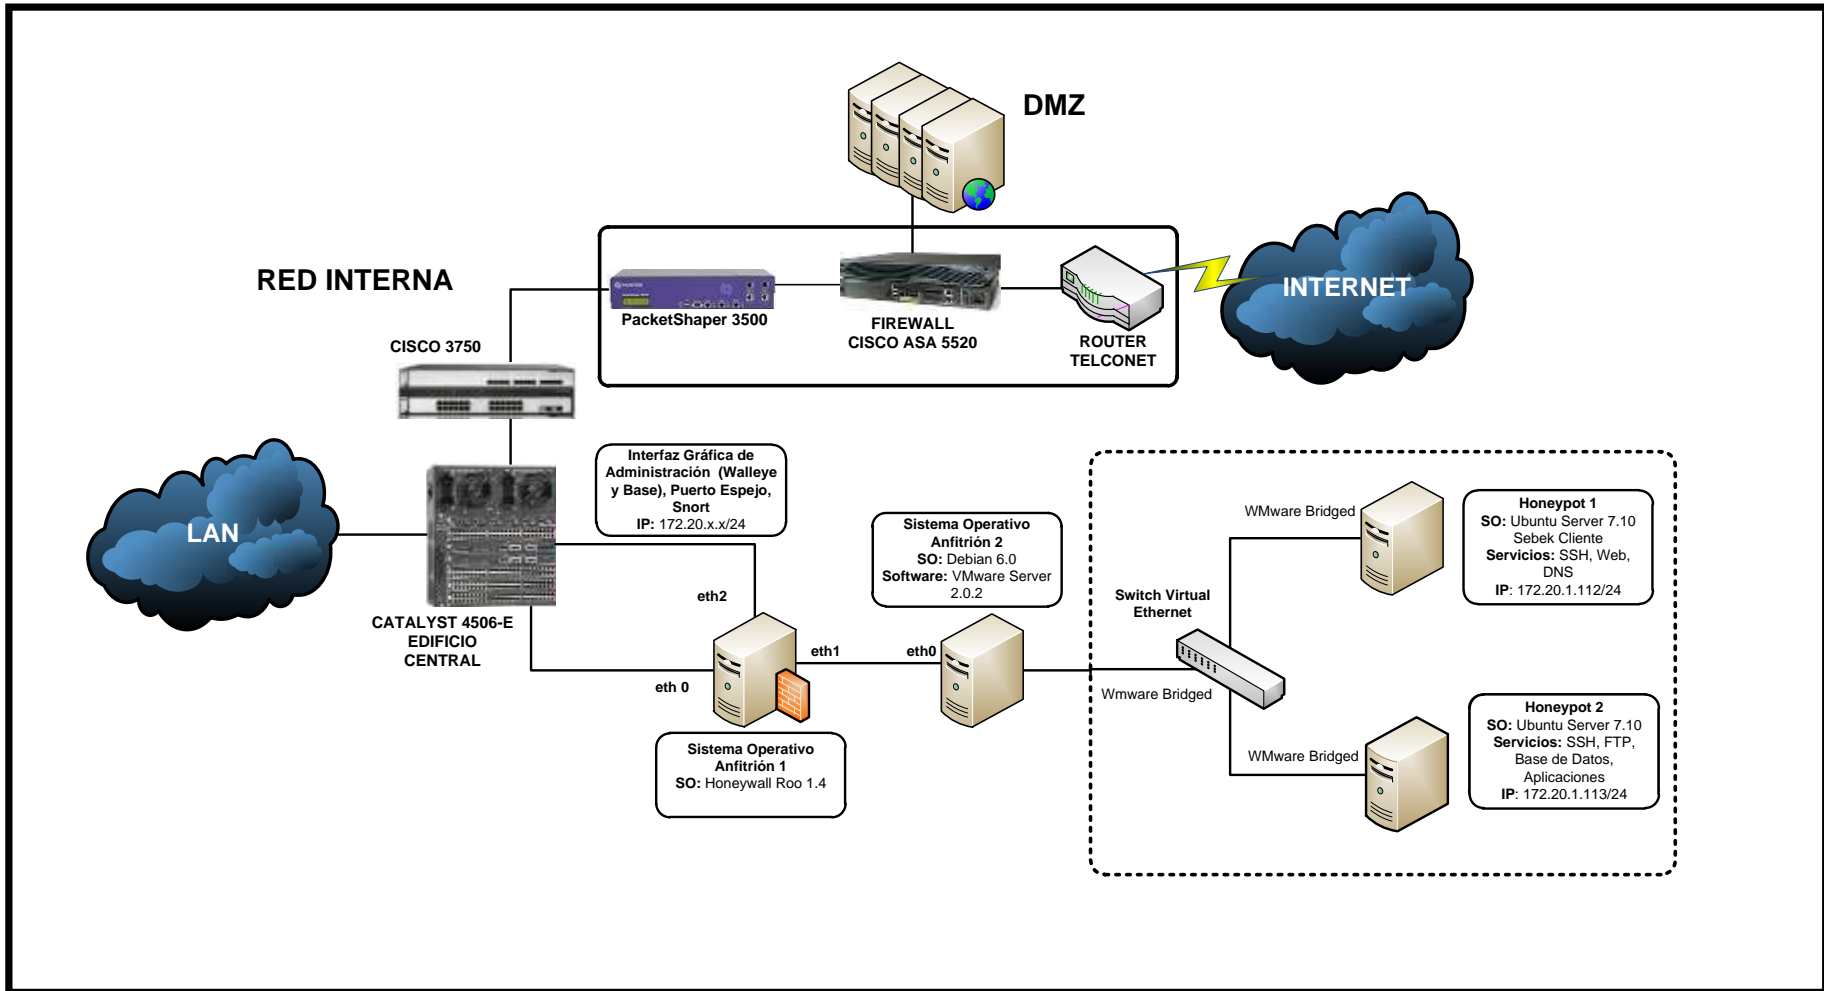 DMZ
RED INTERNA
INTERNET
PacketShaper 3500
FIREWALL
CISCO ASA 5520
ROUTER
TELCONET
CISCO 3750
LAN
CATALYST 4506-E
EDIFICIO
CENTRAL
Interfaz Gráfica de
Administración (Walleye
y Base), Puerto Espejo,
Snort
IP: 172.20.x.x/24
eth2
eth 0
eth1
eth0
Sistema Operativo
Anfitrión 1
SO: Honeywall Roo 1.4
Sistema Operativo
Anfitrión 2
SO: Debian 6.0
Software: VMware Server
2.0.2
Switch Virtual
Ethernet
Wmware Bridged
WMware Bridged
WMware Bridged
Honeypot 1
SO: Ubuntu Server 7.10
Sebek Cliente
Servicios: SSH, Web,
DNS
IP: 172.20.1.112/24
Honeypot 2
SO: Ubuntu Server 7.10
Servicios: SSH, FTP,
Base de Datos,
Aplicaciones
IP: 172.20.1.113/24